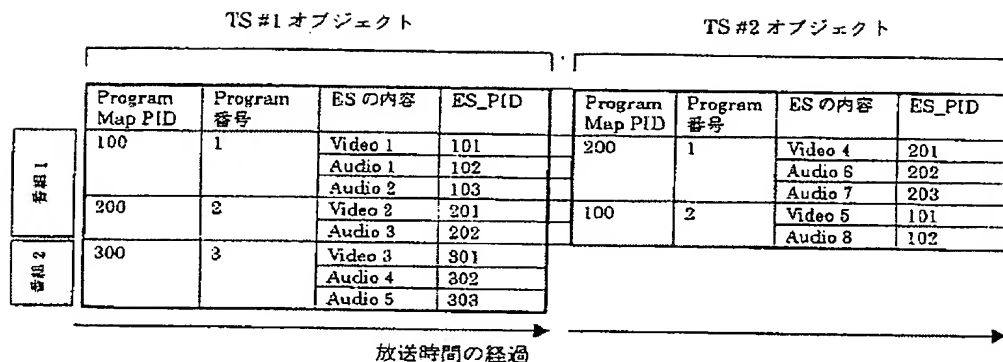 TS #1 オブジェクト
TS #2 オブジェクト
Program Map PID Program 番号 ES の内容 ES_PID
100 1 Video 1 101
Audio 1 102
Audio 2 103
200 2 Video 2 201
Audio 3 202
300 3 Video 3 301
Audio 4 302
Audio 5 303
番組 1
番組 2
Program Map PID Program 番号 ES の内容 ES_PID
200 1 Video 4 201
Audio 6 202
Audio 7 203
100 2 Video 5 101
Audio 8 102
放送時間の経過